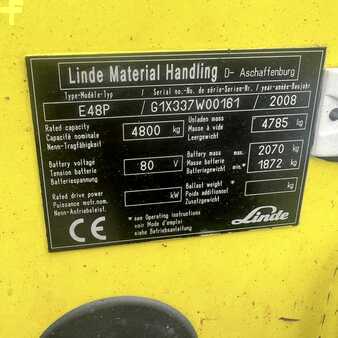 Linde Material Handling D- Aschaffenburg
Type-Modèle-Typ / Serial no.-No. de série-Serien-Nr. / year-année-Baujahr
E48P / G1X337W00161 / 2008
Rated capacity
Capacité nominale
Nenn-Tragfähigkeit
4800 kg
Unladen mass
Masse à vide
Leergewicht
4785 kg
Battery voltage
Tension batterie
Batteriespannung
80 V
Battery mass max.
Masse batterie
Batteriegewicht min.
2070 kg
* 1872 kg
Rated drive power
Puissance motr.nom.
Nenn-Antriebsleist.
kW
Ballast weight *
Poids additionnel
Zusatzgewicht
kg
CE
* see Operating instructions
voir Mode d'emploi
siehe Betriebsanleitung
Linde